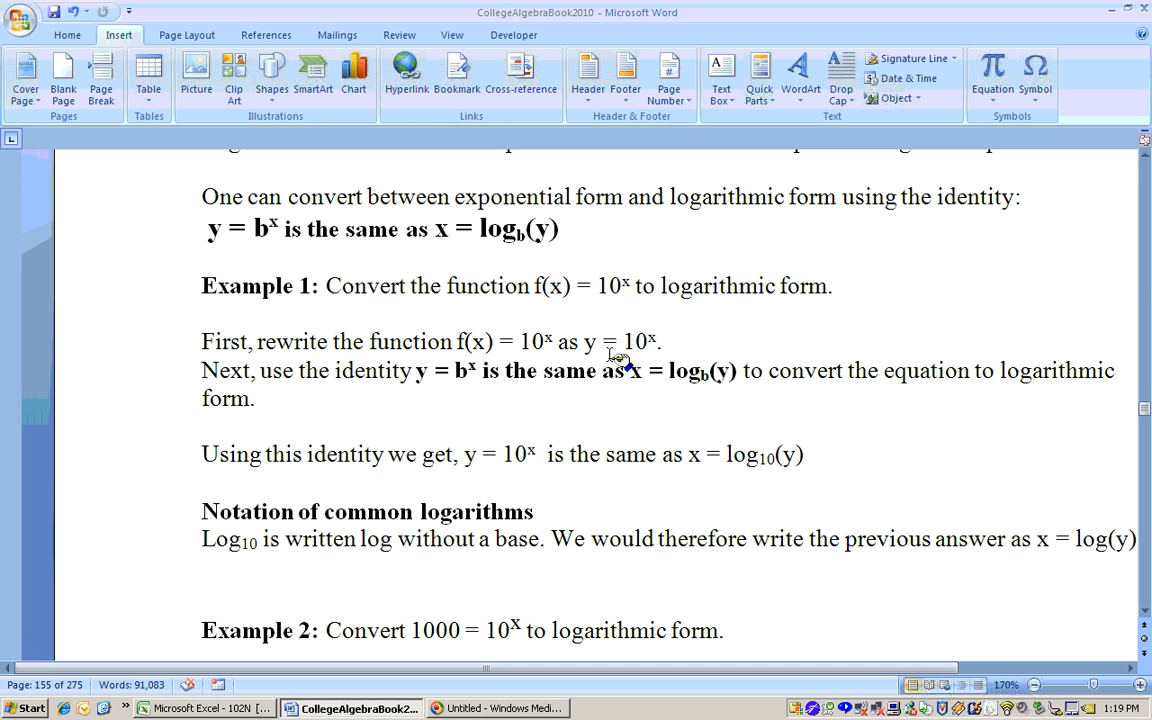 CollegeAlgebraBook2010 - Microsoft Word
Home Insert Page Layout References Mailings Review View Developer
Cover Page Blank Page Page Break Table Picture Clip Art Shapes SmartArt Chart Hyperlink Bookmark Cross-reference Header Footer Page Number Text Box Quick Parts WordArt Drop Cap Signature Line Date & Time Object Equation Symbol
Pages Tables Illustrations Links Header & Footer Text Symbols
One can convert between exponential form and logarithmic form using the identity:
y = bˣ is the same as x = log_b(y)
Example 1: Convert the function f(x) = 10ˣ to logarithmic form.
First, rewrite the function f(x) = 10ˣ as y = 10ˣ.
Next, use the identity y = bˣ is the same as x = log_b(y) to convert the equation to logarithmic
form.
Using this identity we get, y = 10ˣ is the same as x = log₁₀(y)
Notation of common logarithms
Log₁₀ is written log without a base. We would therefore write the previous answer as x = log(y)
Example 2: Convert 1000 = 10ˣ to logarithmic form.
Page: 155 of 275 Words: 91,083 170%
Start Microsoft Excel - 102N [... CollegeAlgebraBook2... Untitled - Windows Medi... 1:19 PM